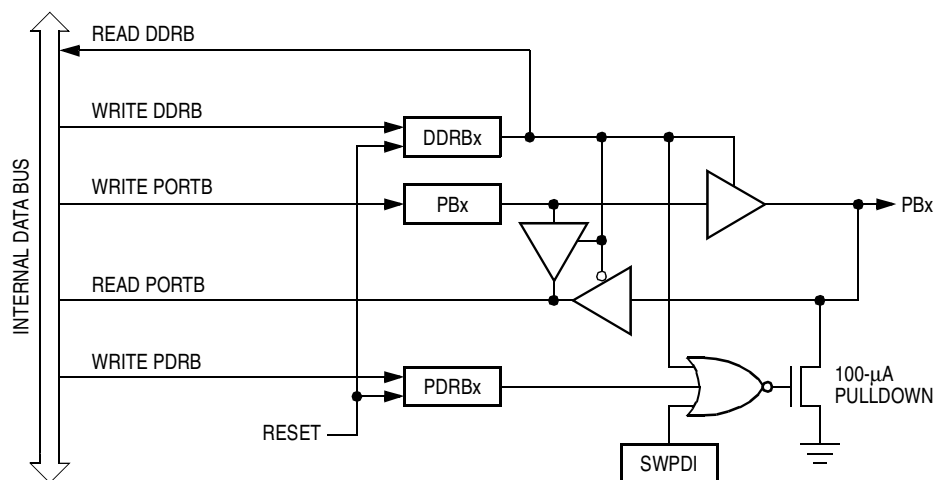 READ DDRB
WRITE DDRB
DDRBx
WRITE PORTB
PBx
PBx
INTERNAL DATA BUS
READ PORTB
WRITE PDRB
PDRBx
100-µA
PULLDOWN
RESET
SWPDI